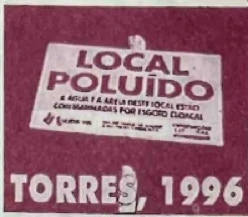 LOCAL
POLUÍDO
A ÁGUA E A AREIA DESTE LOCAL ESTÃO
CONTAMINADAS POR ESGOTO CLOACAL
TORRES, 1996